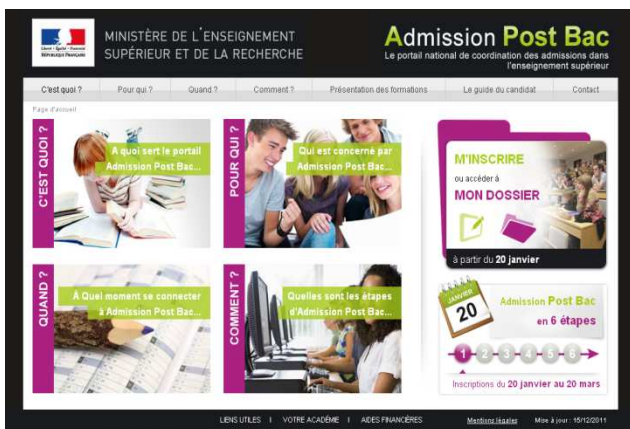 Liberté • Égalité • Fraternité
RÉPUBLIQUE FRANÇAISE
MINISTÈRE DE L'ENSEIGNEMENT
SUPÉRIEUR ET DE LA RECHERCHE
Admission Post Bac
Le portail national de coordination des admissions dans
l'enseignement supérieur
C'est quoi ? Pour qui ? Quand ? Comment ? Présentation des formations Le guide du candidat Contact
Page d'accueil
C'EST QUOI ?
A quoi sert le portail
Admission Post Bac...
POUR QUI ?
Qui est concerné par
Admission Post Bac...
M'INSCRIRE
ou accéder à
MON DOSSIER
à partir du 20 janvier
QUAND ?
A Quel moment se connecter
à Admission Post Bac...
COMMENT ?
Quelles sont les étapes
d'Admission Post Bac...
JANVIER
20
Admission Post Bac
en 6 étapes
1 2 3 4 5 6
Inscriptions du 20 janvier au 20 mars
LIENS UTILES I VOTRE ACADÉMIE I AIDES FINANCIÈRES Mentions légales Mise à jour : 15/12/2011